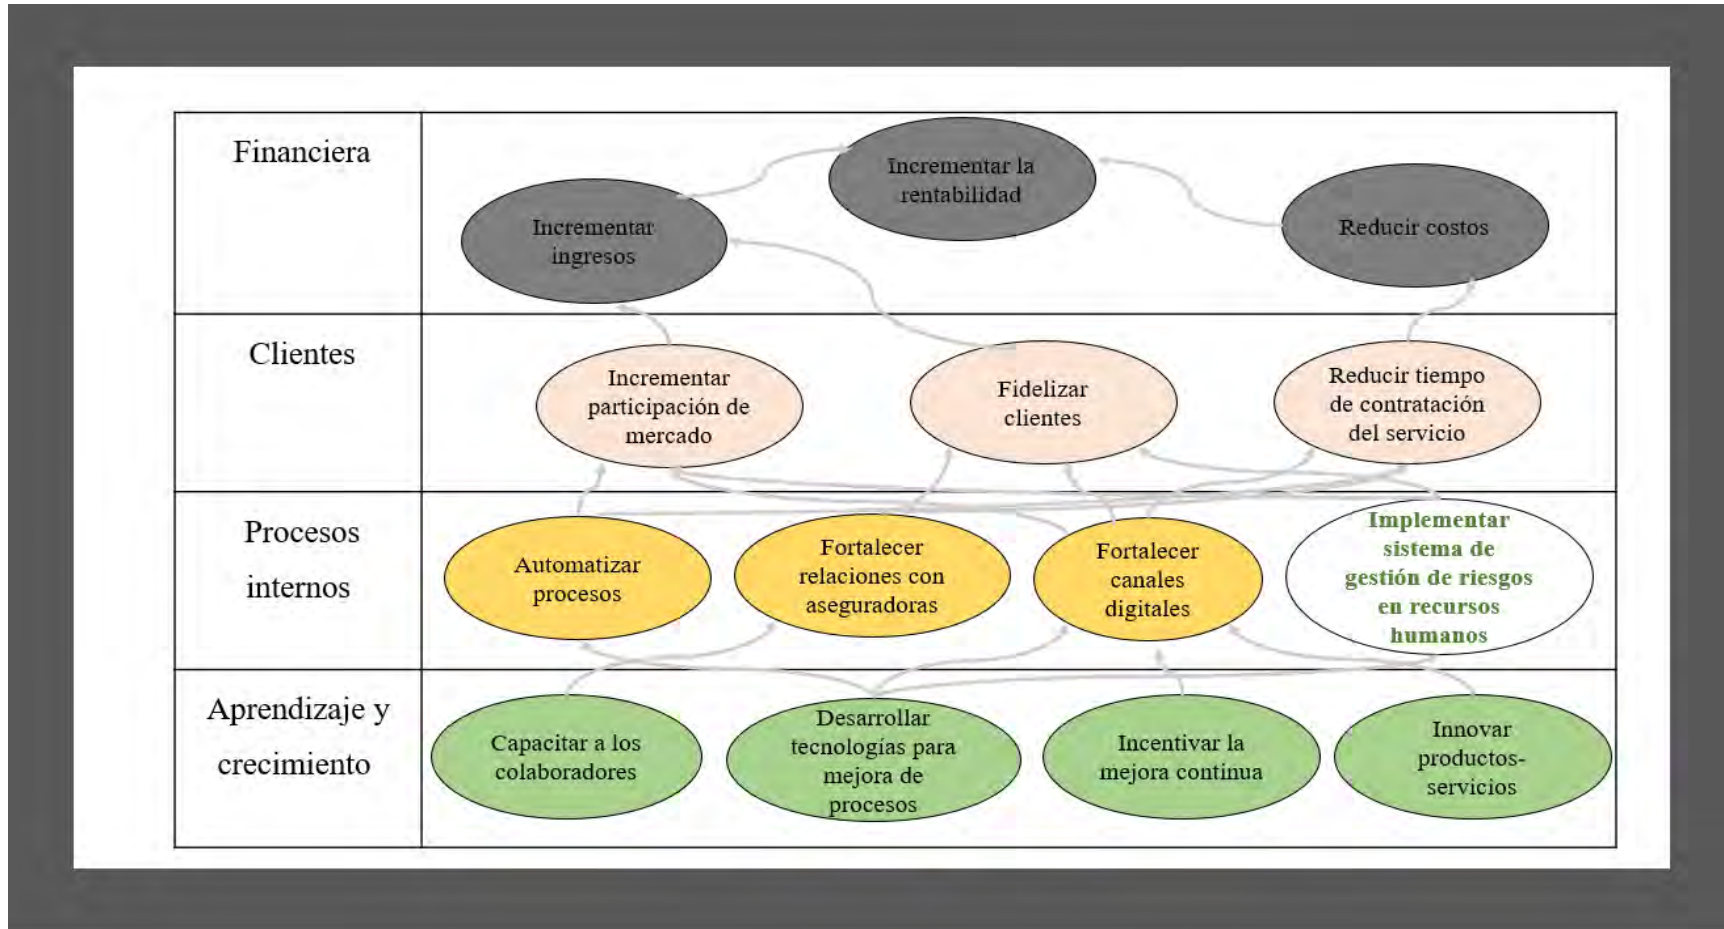 Financiera
Incrementar la
rentabilidad
Incrementar
ingresos
Reducir costos
Clientes
Incrementar
participación de
mercado
Fidelizar
clientes
Reducir tiempo
de contratación
del servicio
Procesos
internos
Automatizar
procesos
Fortalecer
relaciones con
aseguradoras
Fortalecer
canales
digitales
Implementar
sistema de
gestión de riesgos
en recursos
humanos
Aprendizaje y
crecimiento
Capacitar a los
colaboradores
Desarrollar
tecnologías para
mejora de
procesos
Incentivar la
mejora continua
Innovar
productos-
servicios